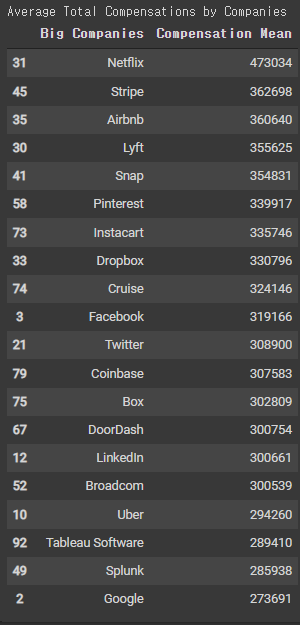 Average Total Compensations by Companies
Big Companies Compensation Mean
31 Netflix 473034
45 Stripe 362698
35 Airbnb 360640
30 Lyft 355625
41 Snap 354831
58 Pinterest 339917
73 Instacart 335746
33 Dropbox 330796
74 Cruise 324146
3 Facebook 319166
21 Twitter 308900
79 Coinbase 307583
75 Box 302809
67 DoorDash 300754
12 LinkedIn 300661
52 Broadcom 300539
10 Uber 294260
92 Tableau Software 289410
49 Splunk 285938
2 Google 273691